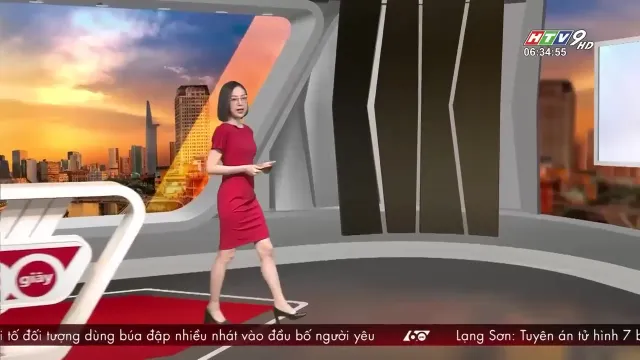 HTV9 HD
06:34:55
giây
i tố đối tượng dùng búa đập nhiều nhát vào đầu bố người yêu
60
Lạng Sơn: Tuyên án tử hình 7 b